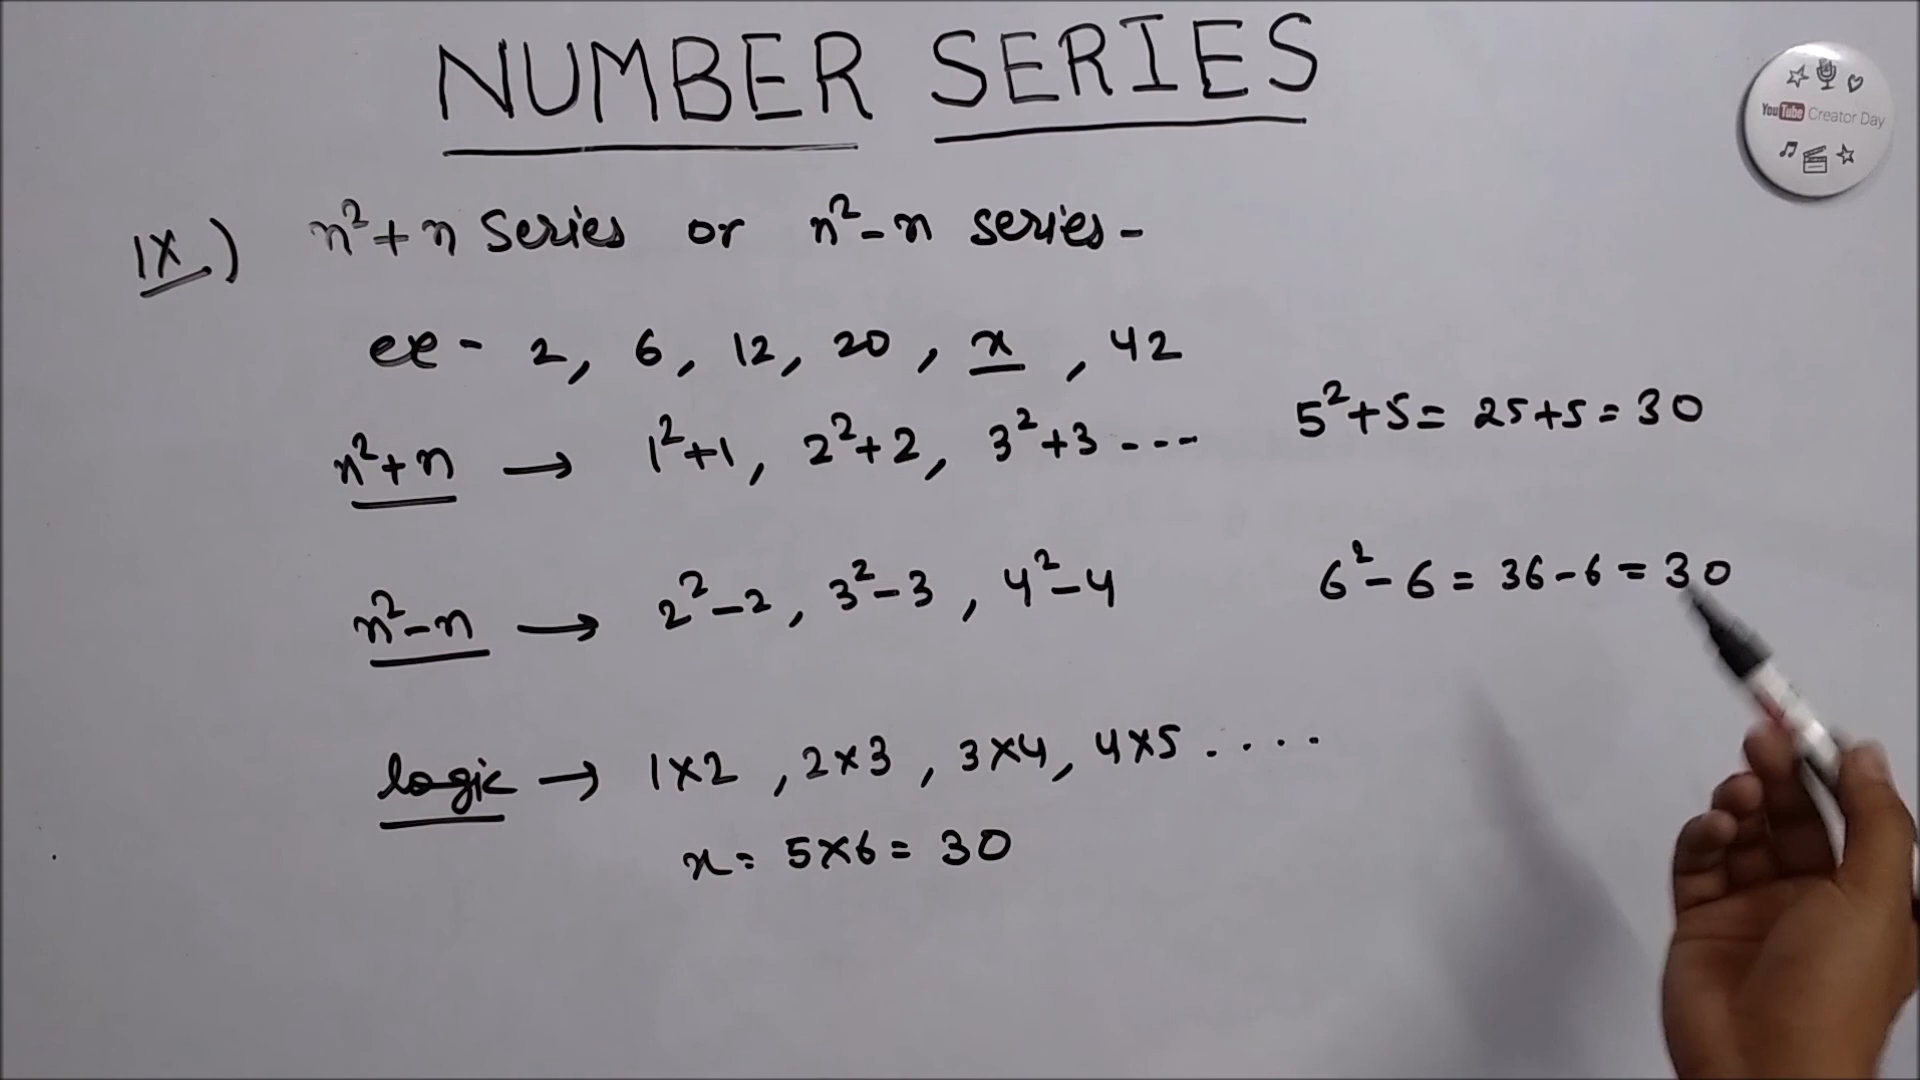 NUMBER SERIES
YouTube Creator Day
IX.) n²+n Series or n²-n series-
ex- 2, 6, 12, 20, x, 42
n²+n → 1²+1, 2²+2, 3²+3 --- 5²+5= 25+5=30
n²-n → 2²-2, 3²-3, 4²-4 6²-6=36-6=30
logic → 1×2, 2×3, 3×4, 4×5 ....
x= 5×6= 30